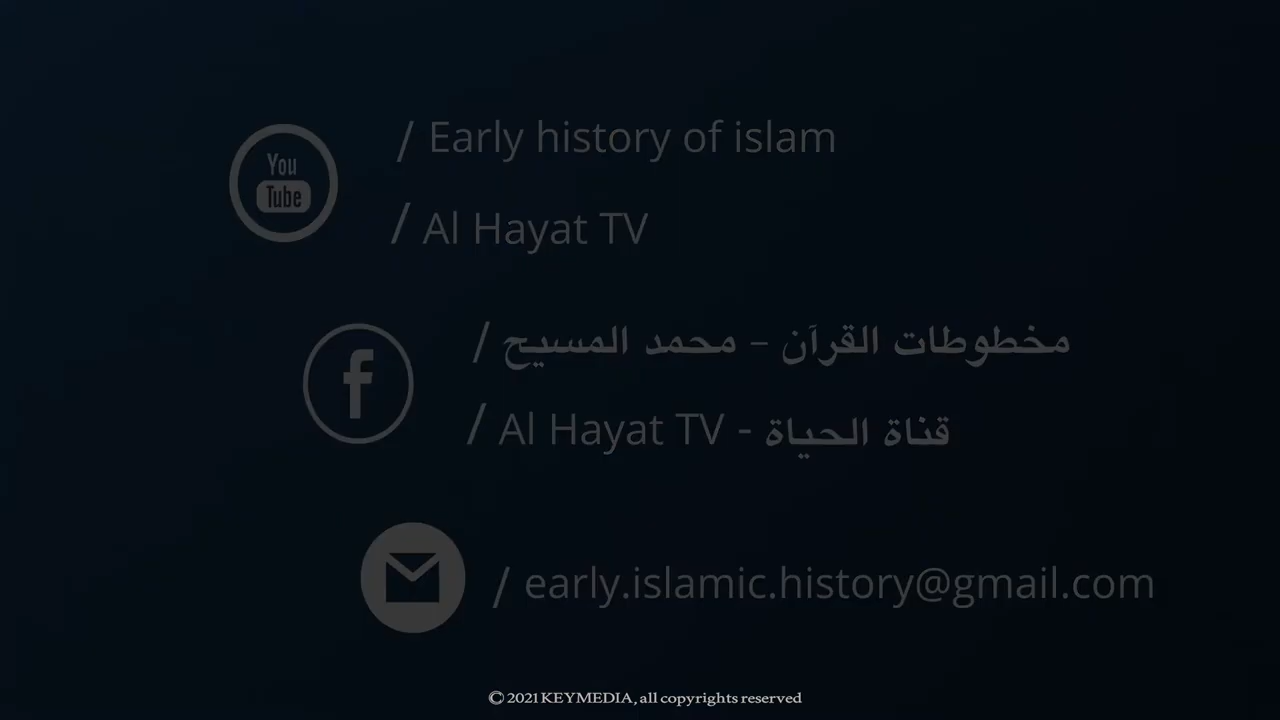 You
Tube
/ Early history of islam
/ Al Hayat TV
/ مخطوطات القرآن - محمد المسيح
/ Al Hayat TV - قناة الحياة
/ early.islamic.history@gmail.com
© 2021 KEYMEDIA, all copyrights reserved